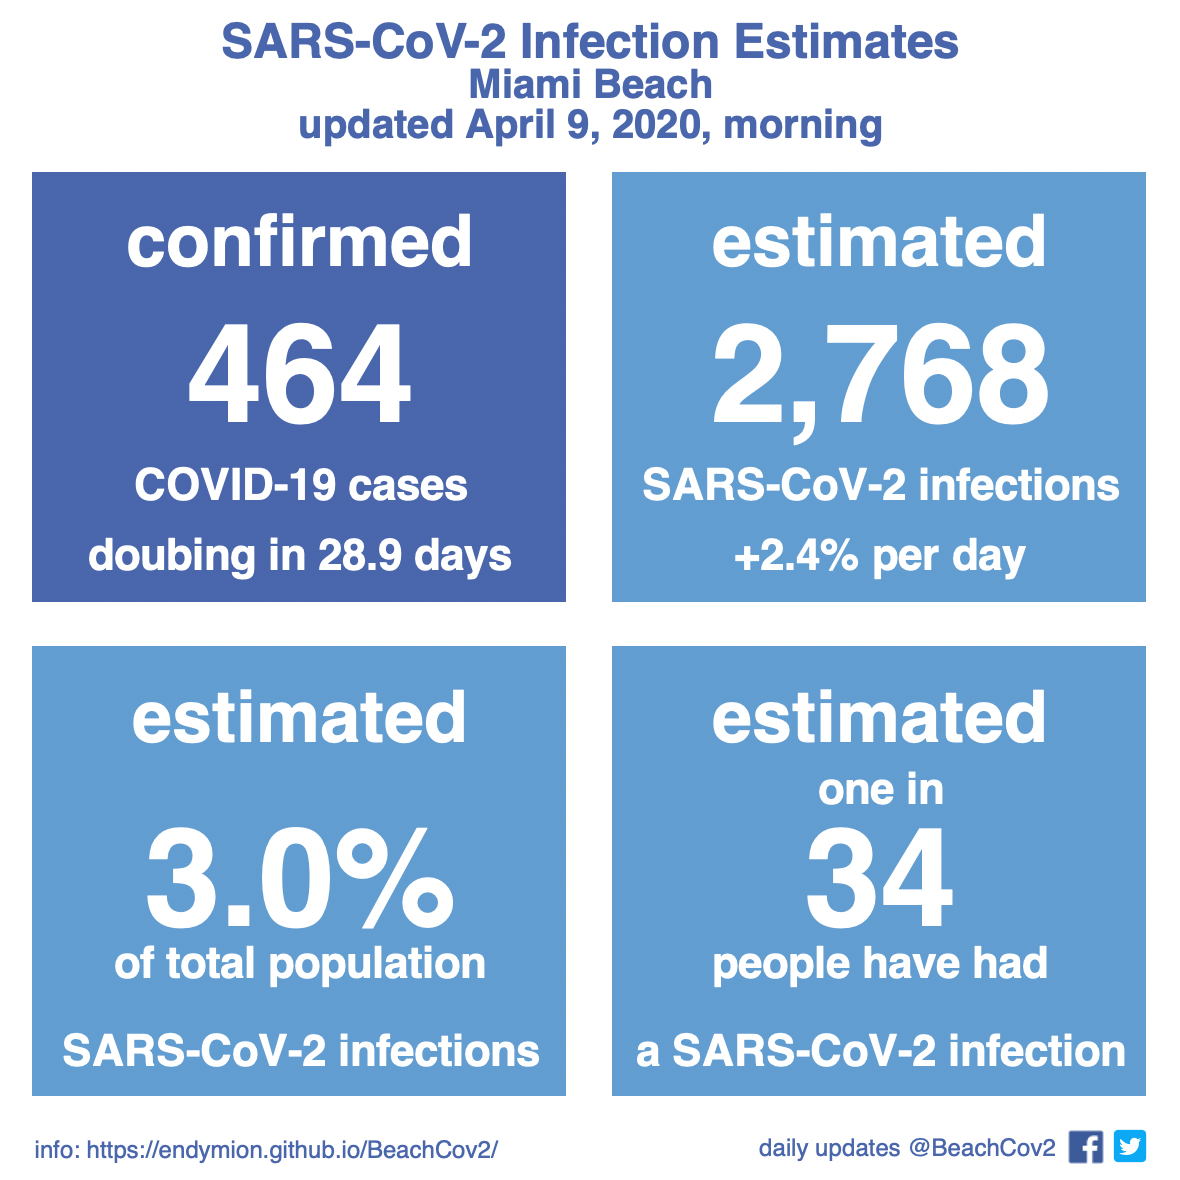 SARS-CoV-2 Infection Estimates
Miami Beach
updated April 9, 2020, morning
confirmed
464
COVID-19 cases
doubing in 28.9 days
estimated
2,768
SARS-CoV-2 infections
+2.4% per day
estimated
3.0%
of total population
SARS-CoV-2 infections
estimated
one in
34
people have had
a SARS-CoV-2 infection
info: https://endymion.github.io/BeachCov2/
daily updates @BeachCov2